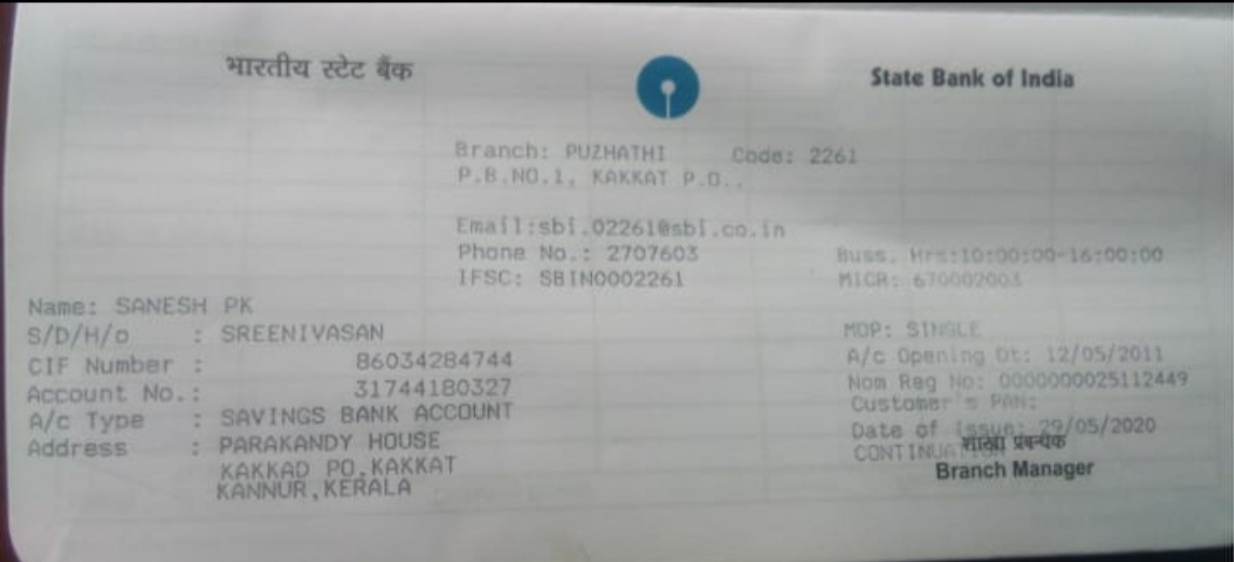 भारतीय स्टेट बैंक
State Bank of India
Branch: PUZHATHI Code: 2261
P.B.NO.1, KAKKAT P.O.,
Email:sbi.02261@sbi.co.in
Phone No.: 2707603 Buss. Hrs:10:00:00-16:00:00
IFSC: SBIN0002261 MICR: 670002003
Name: SANESH PK
S/D/H/o : SREENIVASAN MOP: SINGLE
CIF Number : 86034284744 A/c Opening Dt: 12/05/2011
Account No.: 31744180327 Nom Reg No: 0000000025112449
A/c Type : SAVINGS BANK ACCOUNT Customer's PAN:
Address : PARAKANDY HOUSE Date of Issue: 29/05/2020
KAKKAD PO,KAKKAT
KANNUR,KERALA
शाखा प्रबन्धक
Branch Manager